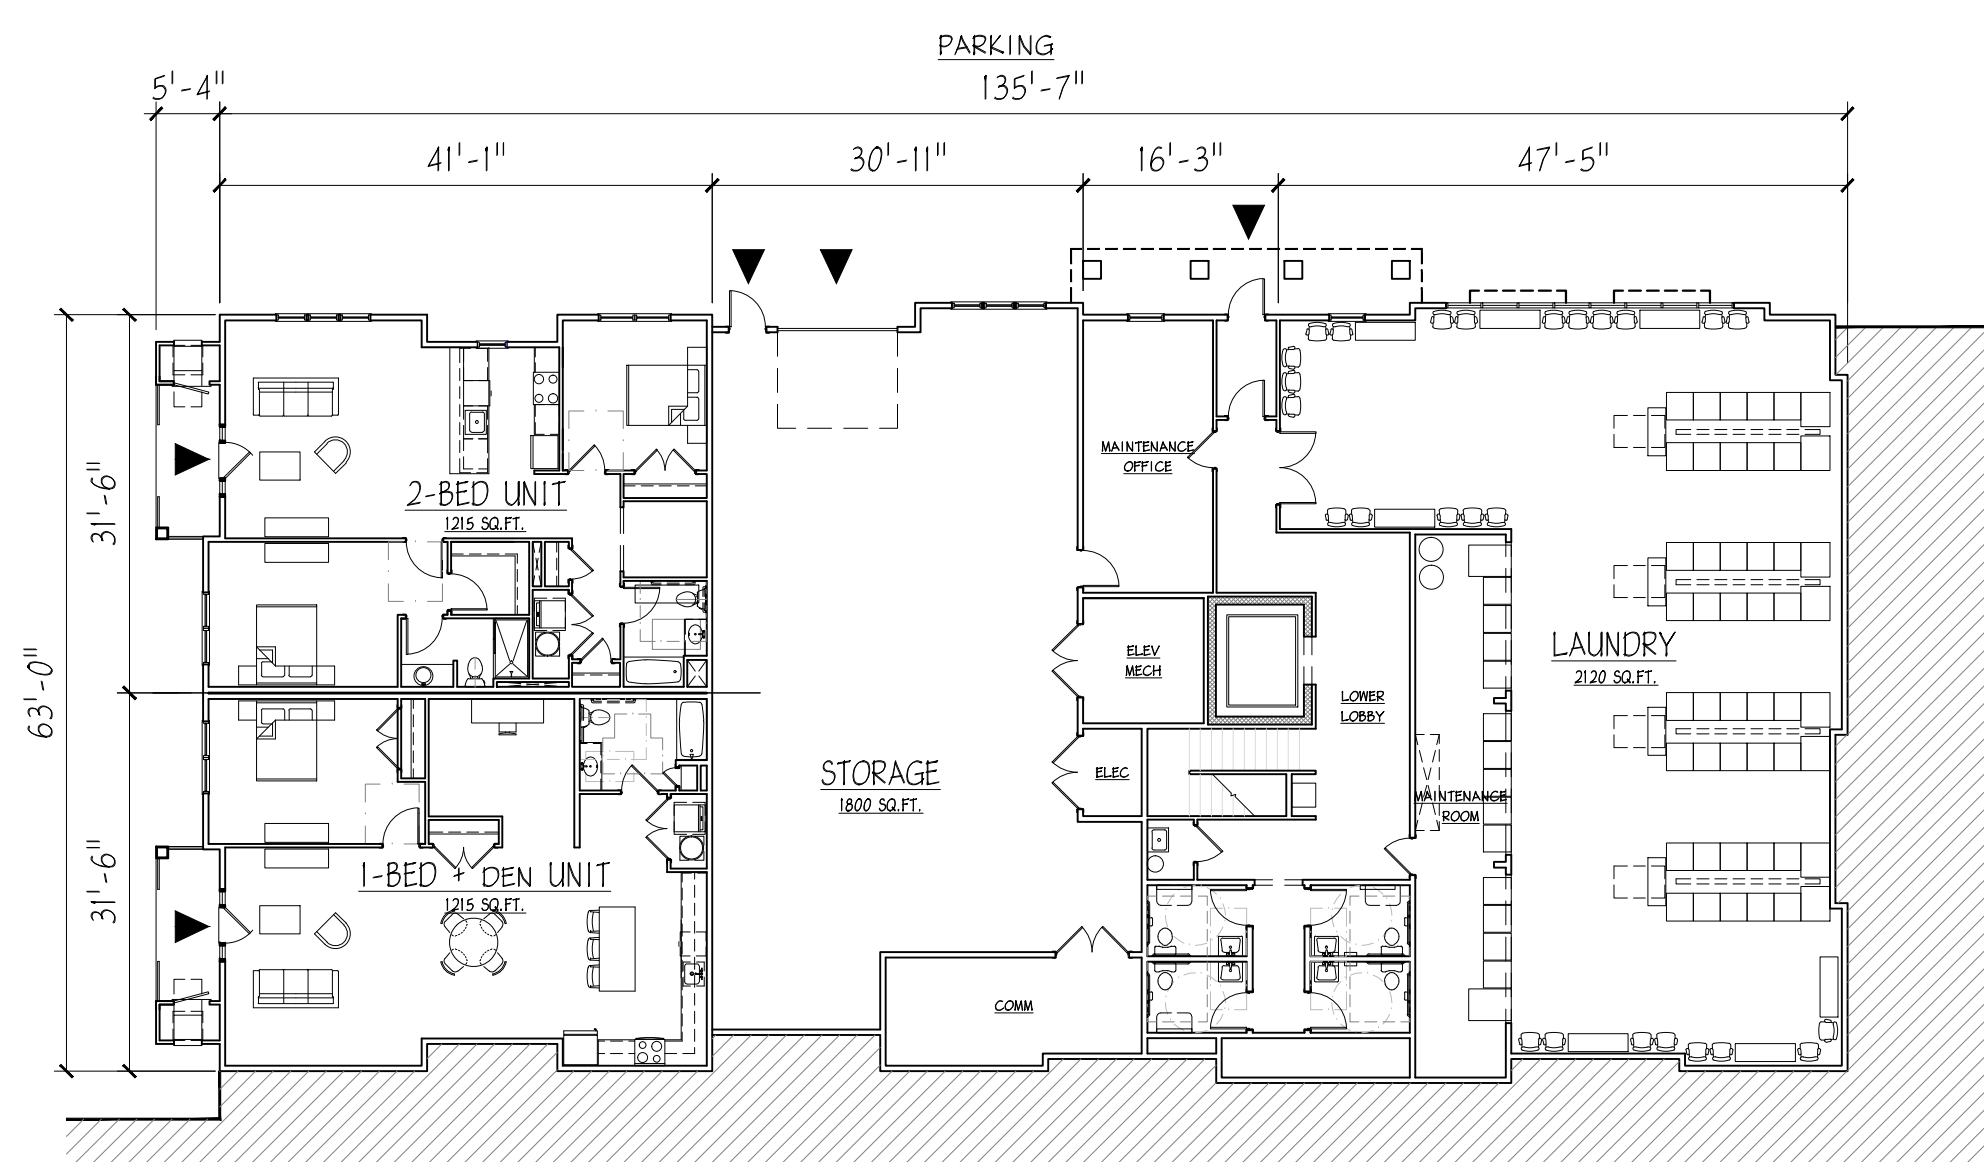 PARKING
5'-4"
135'-7"
41'-1"
30'-11"
16'-3"
47'-5"
63'-0"
31'-6"
31'-6"
2-BED UNIT
1215 SQ.FT.
MAINTENANCE
OFFICE
ELEV
MECH
LOWER
LOBBY
LAUNDRY
2120 SQ.FT.
STORAGE
1800 SQ.FT.
ELEC
MAINTENANCE
ROOM
1-BED + DEN UNIT
1215 SQ.FT.
COMM